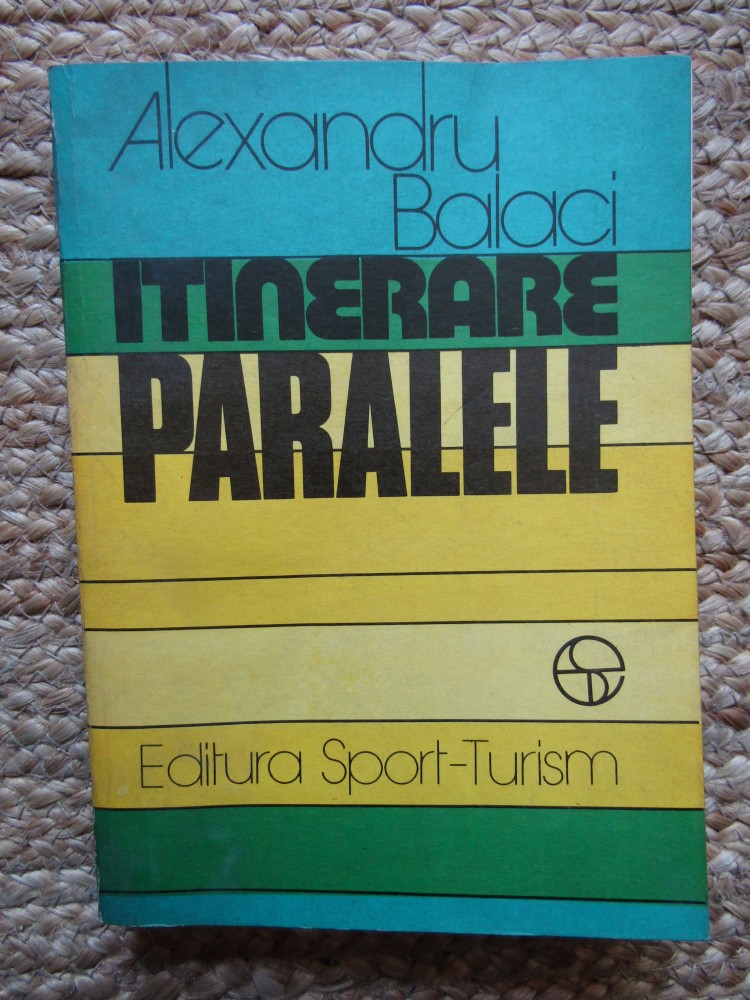 Alexandru
Balaci
ITINERARE
PARALELE
Editura Sport-Turism